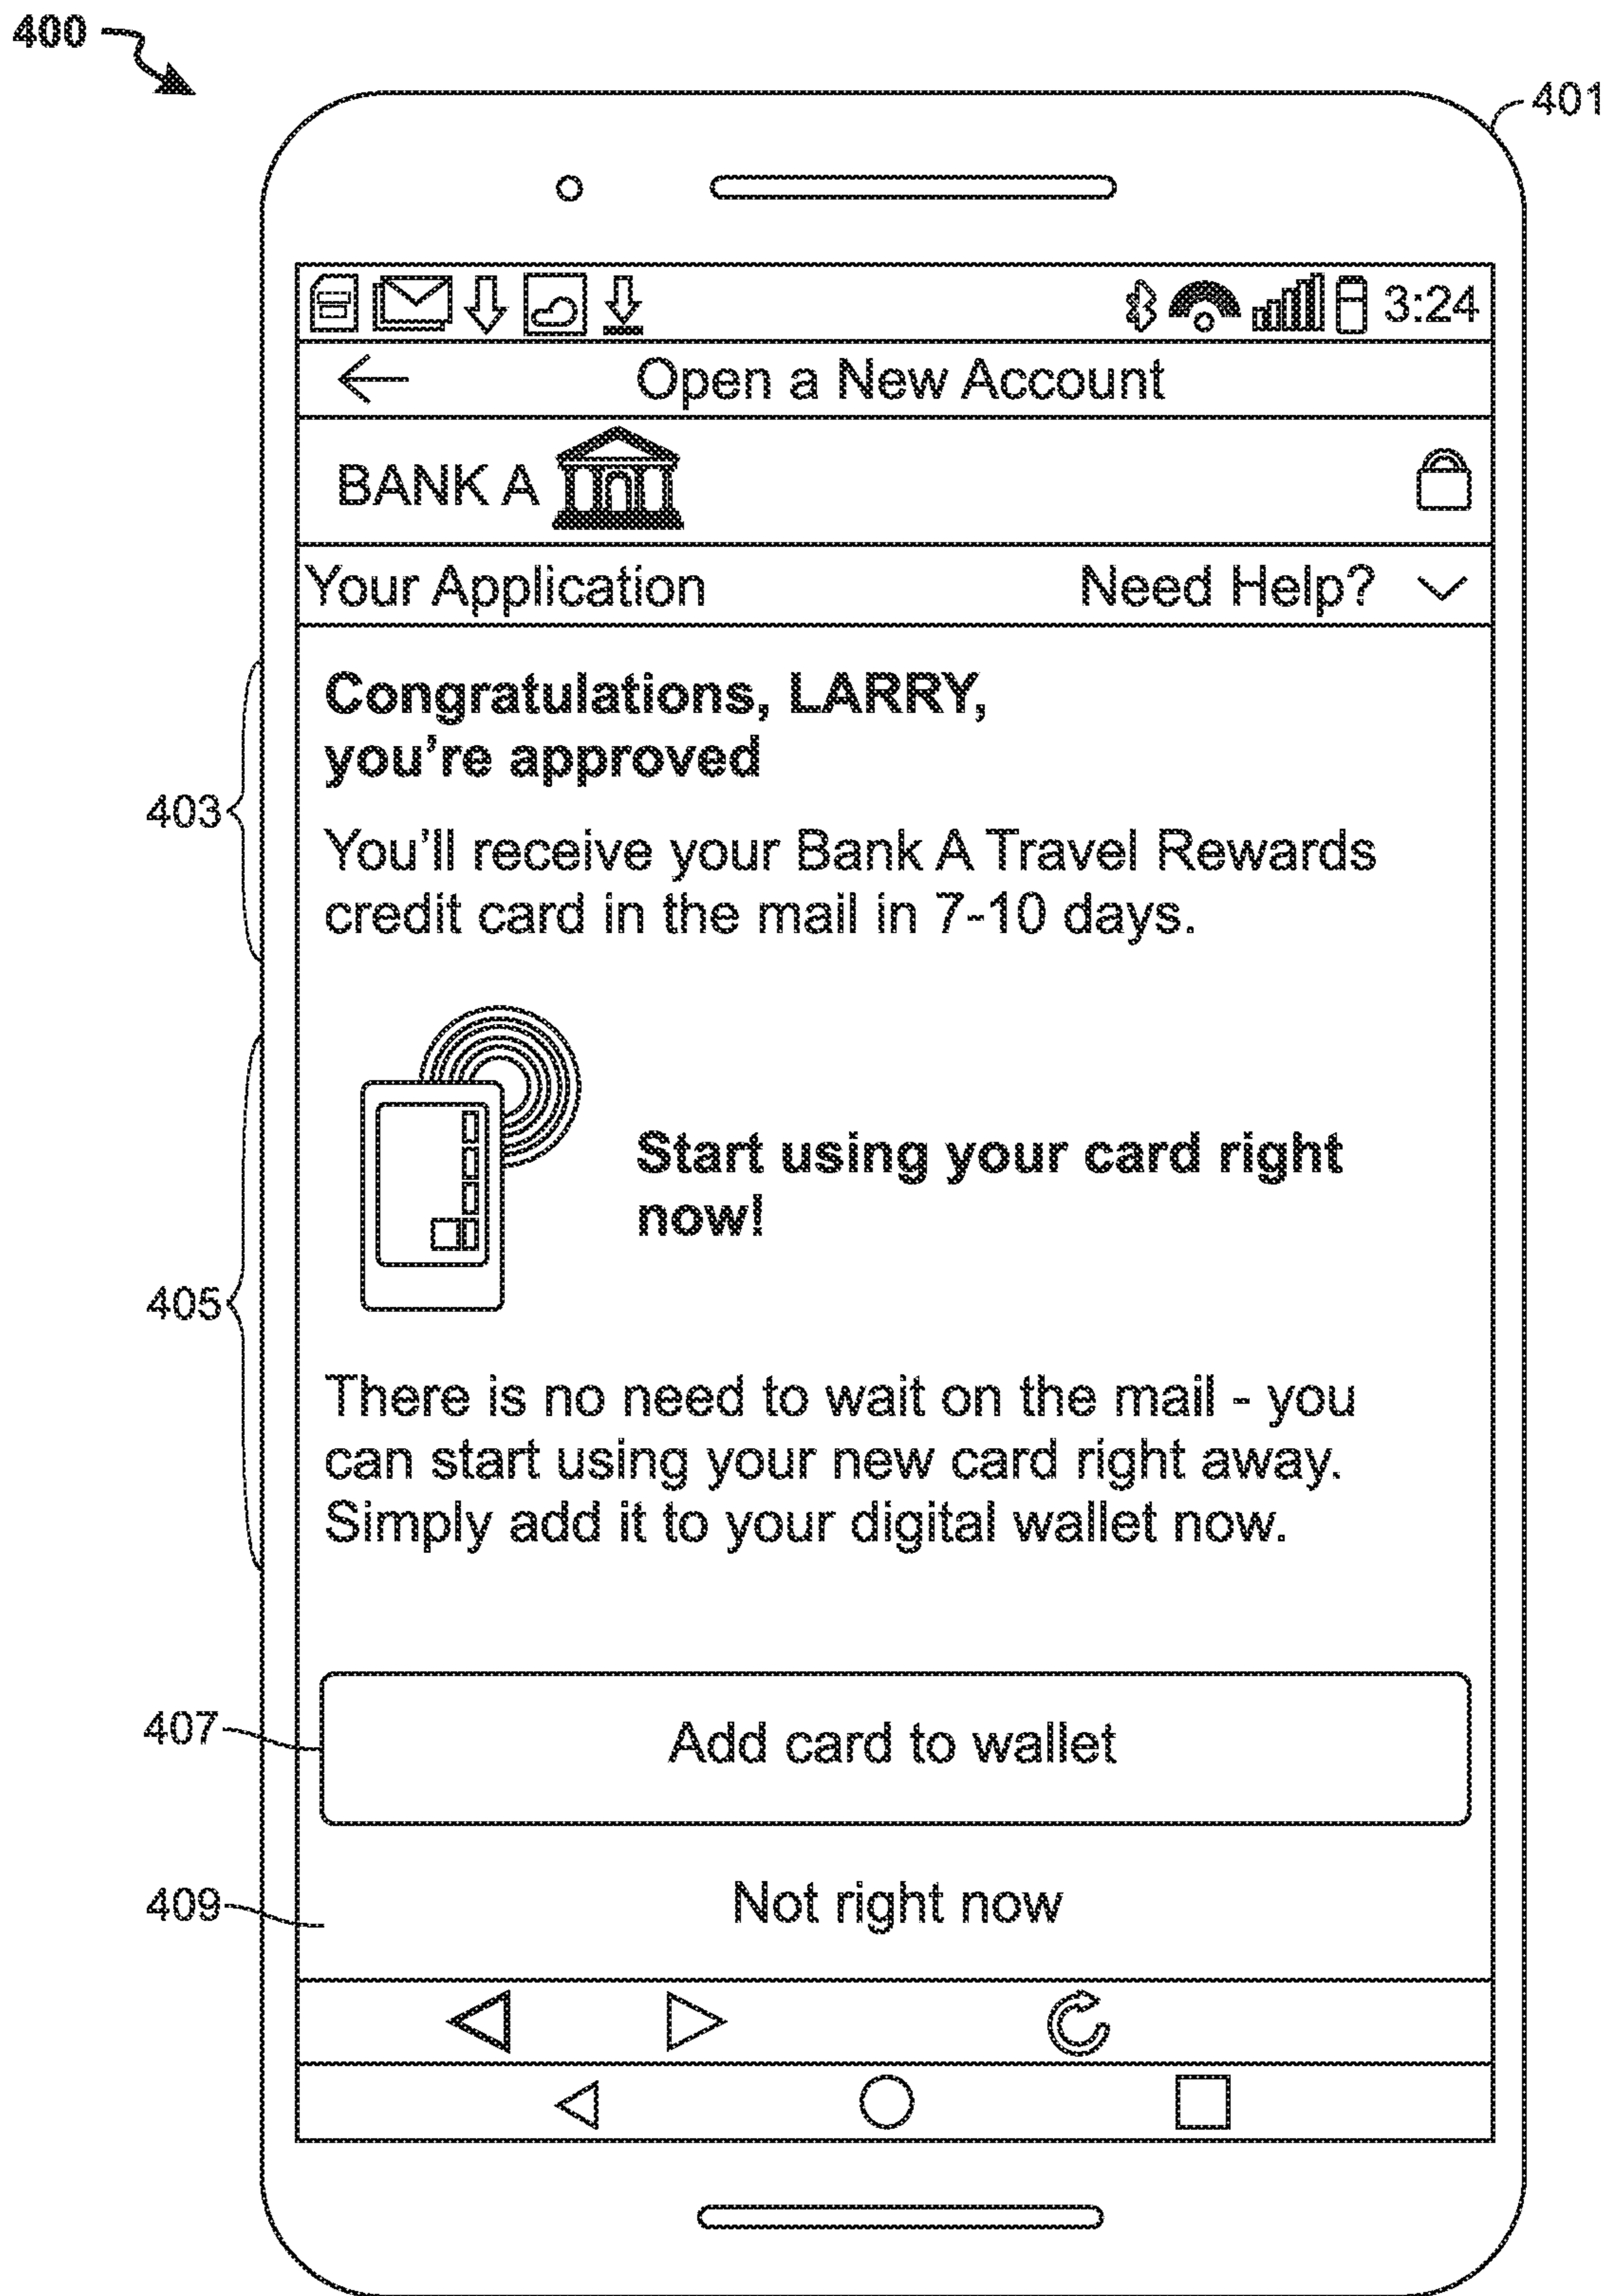 400
401
3:24
Open a New Account
BANK A
Your Application Need Help?
Congratulations, LARRY,
you're approved
403
You'll receive your Bank A Travel Rewards
credit card in the mail in 7-10 days.
Start using your card right
now!
405
There is no need to wait on the mail - you
can start using your new card right away.
Simply add it to your digital wallet now.
407
Add card to wallet
409
Not right now